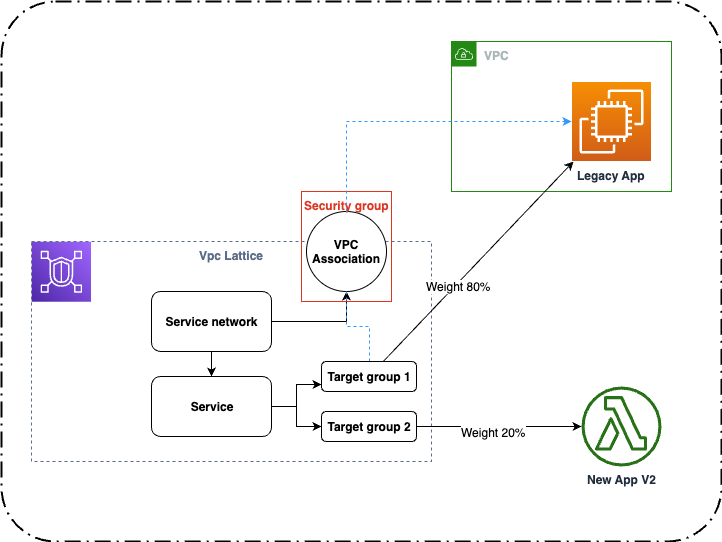 VPC
Legacy App
Security group
VPC
Association
Vpc Lattice
Weight 80%
Service network
Target group 1
Service
Target group 2
Weight 20%
New App V2